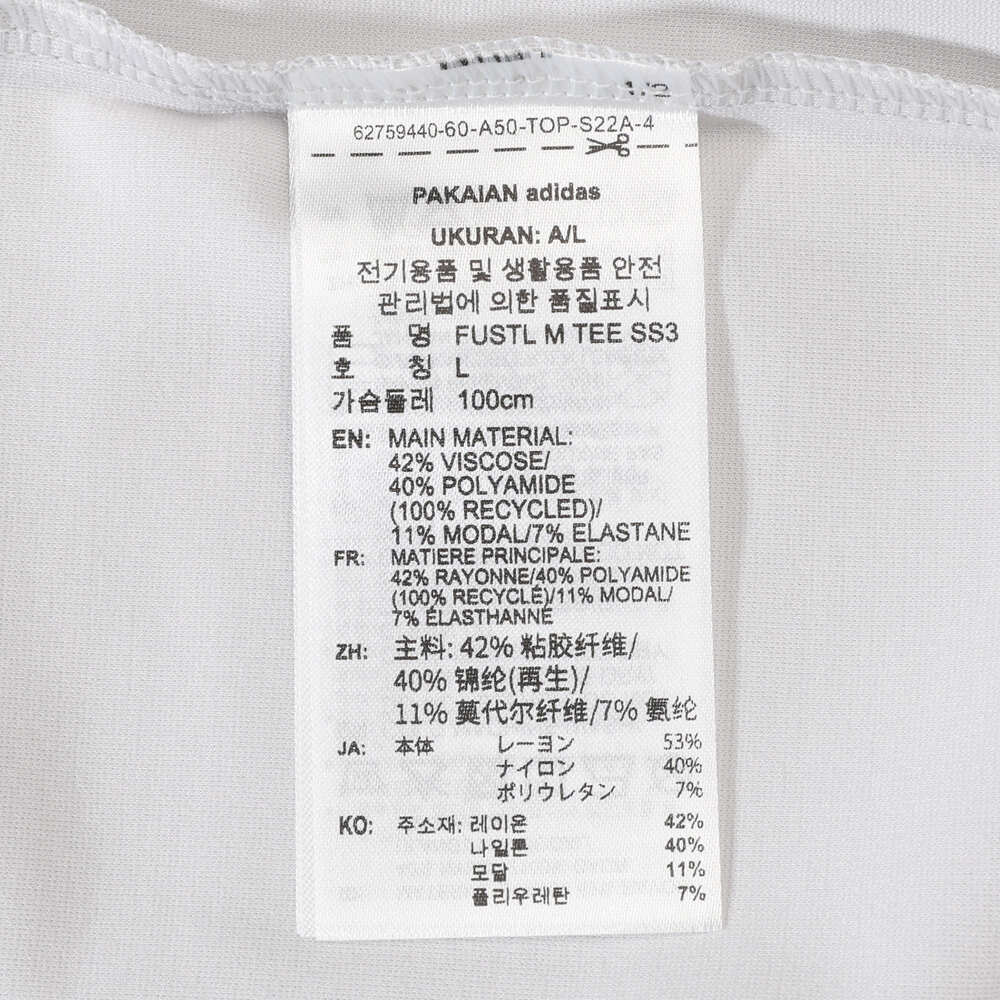 1/2
62759440-60-A50-TOP-S22A-4
PAKAIAN adidas
UKURAN: A/L
전기용품 및 생활용품 안전
관리법에 의한 품질표시
품 명 FUSTL M TEE SS3
호 칭 L
가슴둘레 100cm
EN: MAIN MATERIAL:
42% VISCOSE/
40% POLYAMIDE
(100% RECYCLED)/
11% MODAL/7% ELASTANE
FR: MATIERE PRINCIPALE:
42% RAYONNE/40% POLYAMIDE
(100% RECYCLÉ)/11% MODAL/
7% ÉLASTHANNE
ZH: 主料: 42% 粘胶纤维/
40% 锦纶(再生)/
11% 莫代尔纤维/7% 氨纶
JA: 本体 レーヨン 53%
ナイロン 40%
ポリウレタン 7%
KO: 주소재: 레이온 42%
나일론 40%
모달 11%
폴리우레탄 7%